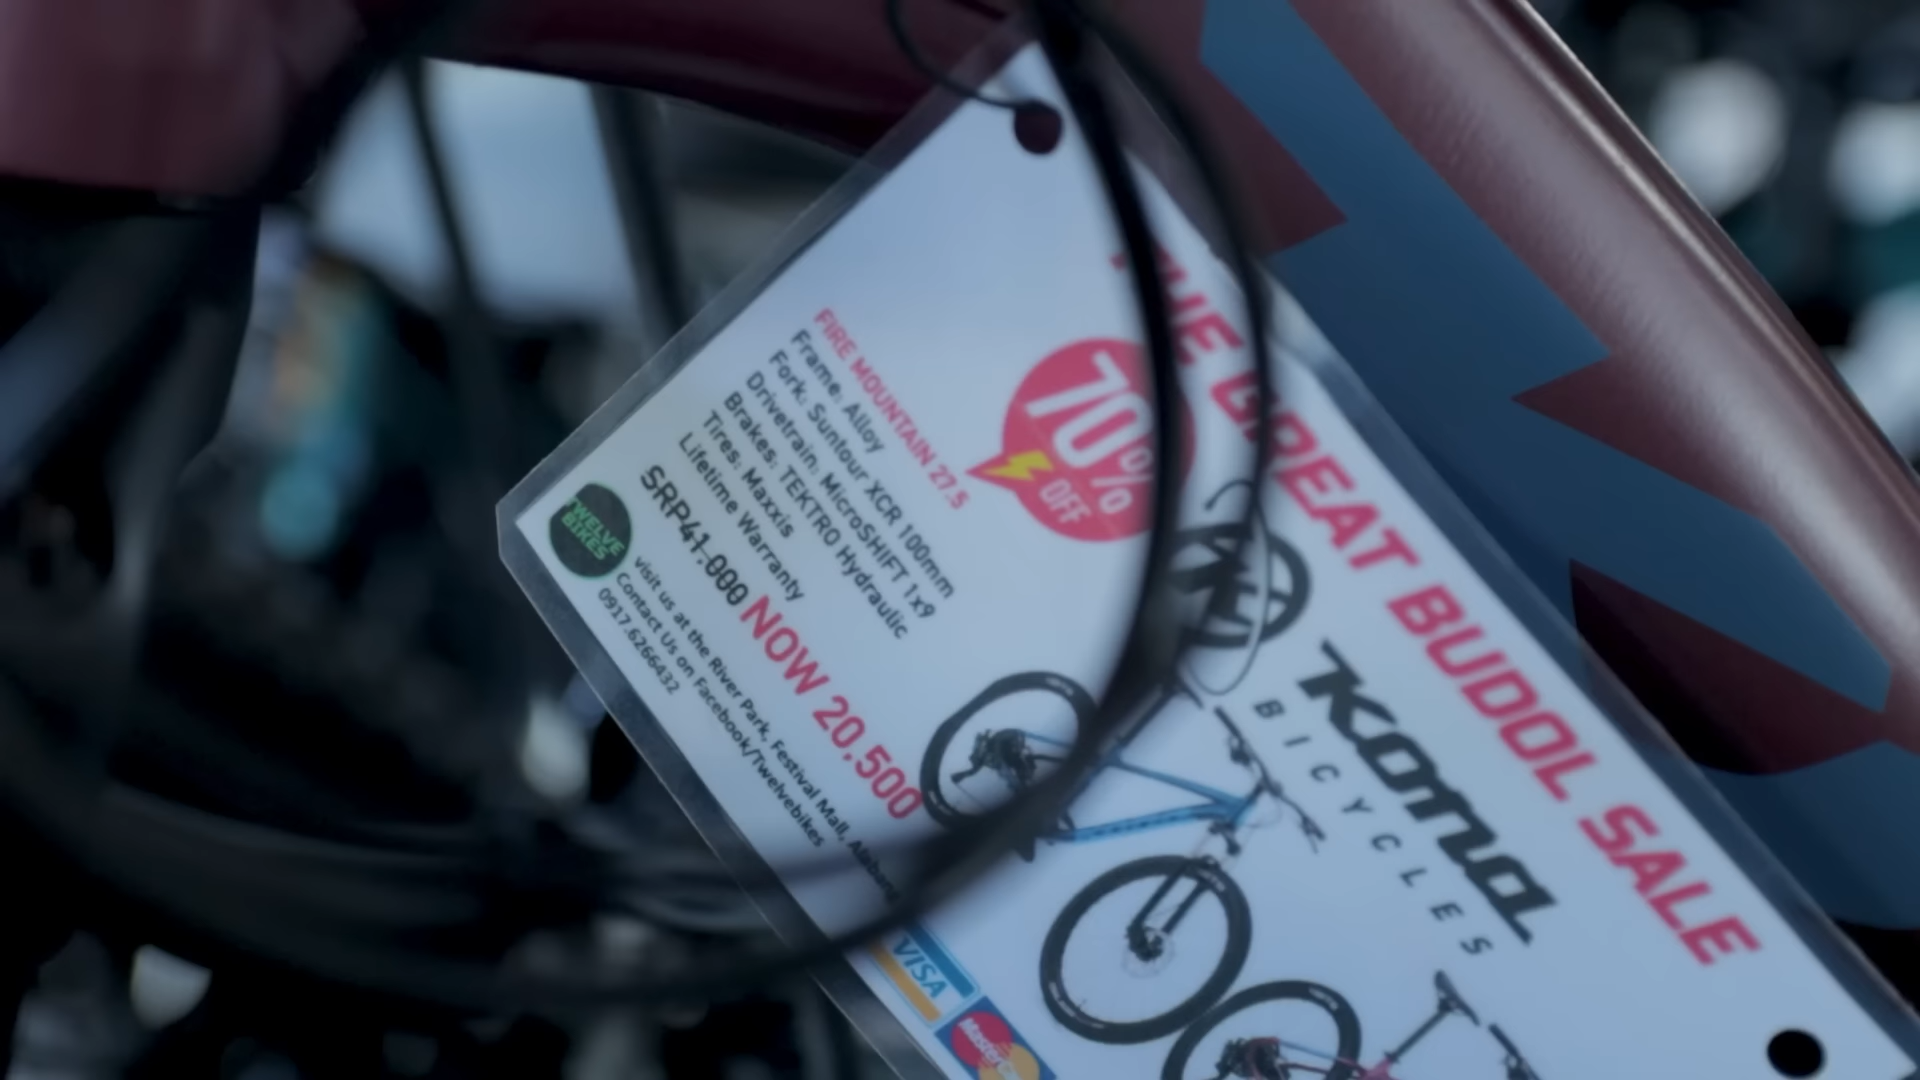 THE GREAT BUDOL SALE
70%
OFF
KONA
BICYCLES
FIRE MOUNTAIN 27.5
Frame: Alloy
Fork: Suntour XCR 100mm
Drivetrain: MicroSHIFT 1x9
Brakes: TEKTRO Hydraulic
Tires: Maxxis
Lifetime Warranty
SRP41.000 NOW 20.500
TWELVE
BIKES
visit us at the River Park, Festival Mall,
Contact Us on Facebook/Twelvebikes
0917.6266432
VISA